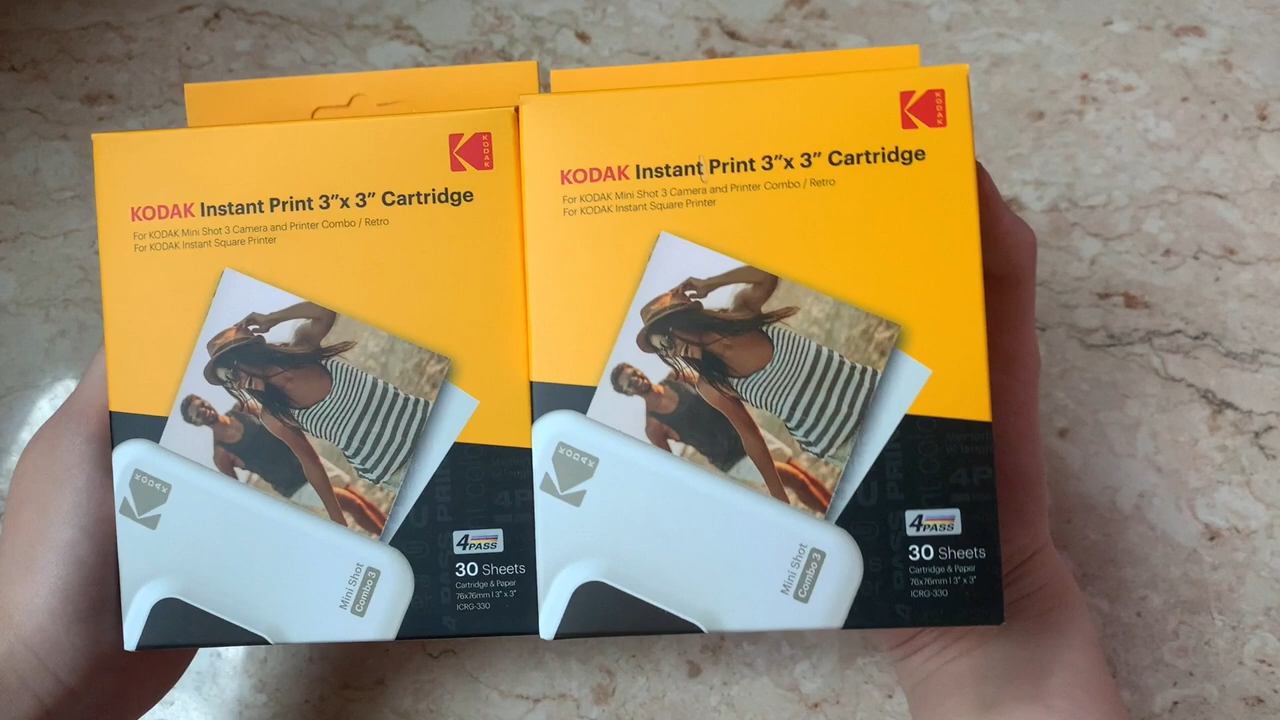 KODAK
KODAK Instant Print 3”x 3” Cartridge
For KODAK Mini Shot 3 Camera and Printer Combo / Retro
For KODAK Instant Square Printer
KODAK
Mini Shot
Combo 3
4PASS
30 Sheets
Cartridge & Paper
76x76mm I 3" x 3"
ICRG-330
KODAK
KODAK Instant Print 3”x 3” Cartridge
For KODAK Mini Shot 3 Camera and Printer Combo / Retro
For KODAK Instant Square Printer
KODAK
Mini Shot
Combo 3
4PASS
30 Sheets
Cartridge & Paper
76x76mm I 3" x 3"
ICRG-330